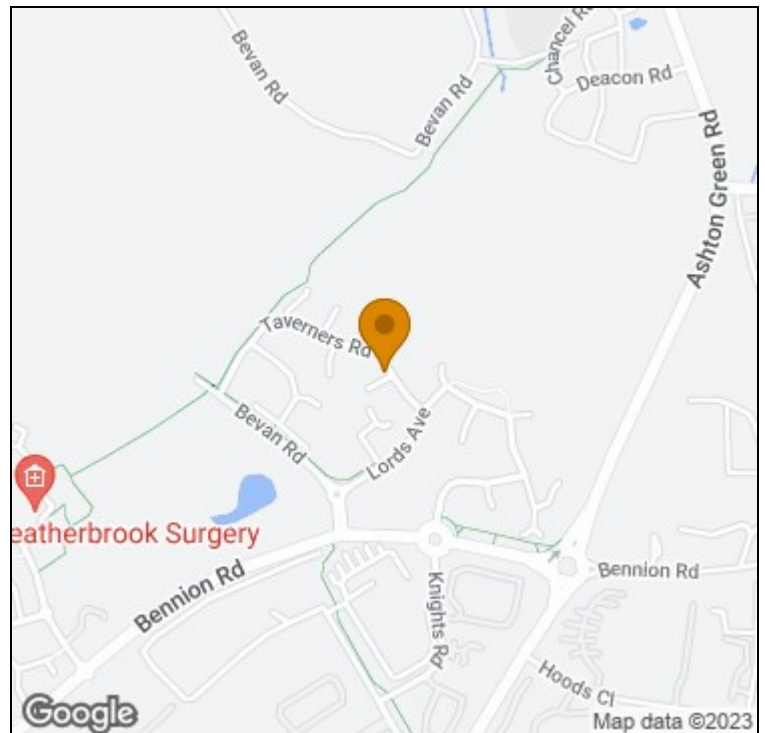 Bevan Rd
Bevan Rd
Chancel Rd
Deacon Rd
Ashton Green Rd
Taverners Rd
Bevan Rd
Lords Ave
eatherbrook Surgery
Bennion Rd
Bennion Rd
Knights Rd
Hoods Cl
Google
Map data ©2023